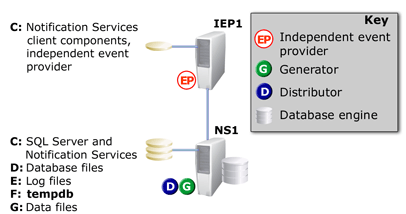 C: Notification Services
client components,
independent event
provider
IEP1
EP
Key
EP Independent event
provider
G Generator
D Distributor
Database engine
NS1
C: SQL Server and
Notification Services
D: Database files
E: Log files
F: tempdb
G: Data files
D G